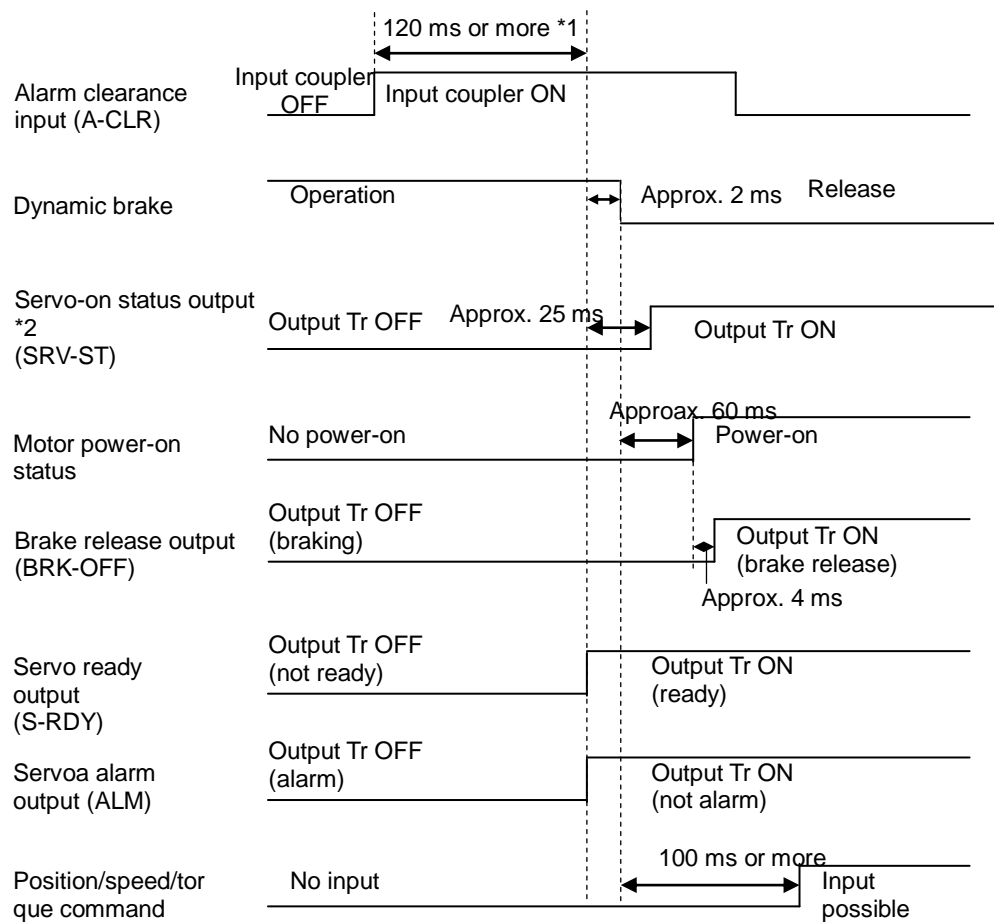 120 ms or more *1
Input coupler
OFF
Input coupler ON
Alarm clearance
input (A-CLR)
Operation
Approx. 2 ms
Release
Dynamic brake
Servo-on status output
*2
(SRV-ST)
Output Tr OFF
Approx. 25 ms
Output Tr ON
Approax. 60 ms
Motor power-on
status
No power-on
Power-on
Output Tr OFF
(braking)
Brake release output
(BRK-OFF)
Output Tr ON
(brake release)
Approx. 4 ms
Output Tr OFF
(not ready)
Servo ready
output
(S-RDY)
Output Tr ON
(ready)
Output Tr OFF
(alarm)
Servoa alarm
output (ALM)
Output Tr ON
(not alarm)
100 ms or more
Position/speed/tor
que command
No input
Input
possible